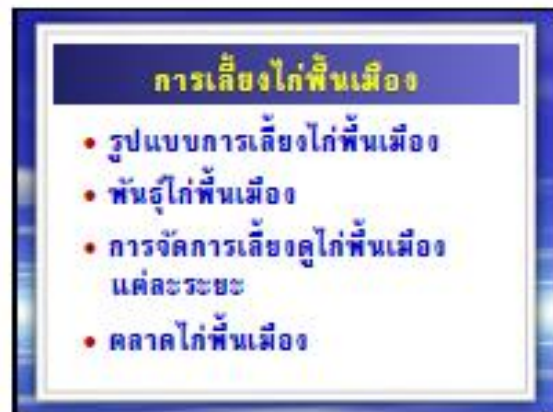 การเลี้ยงไก่พื้นเมือง
• รูปแบบการเลี้ยงไก่พื้นเมือง
• พันธุ์ไก่พื้นเมือง
• การจัดการเลี้ยงดูไก่พื้นเมือง
แต่ละระยะ
• ตลาดไก่พื้นเมือง